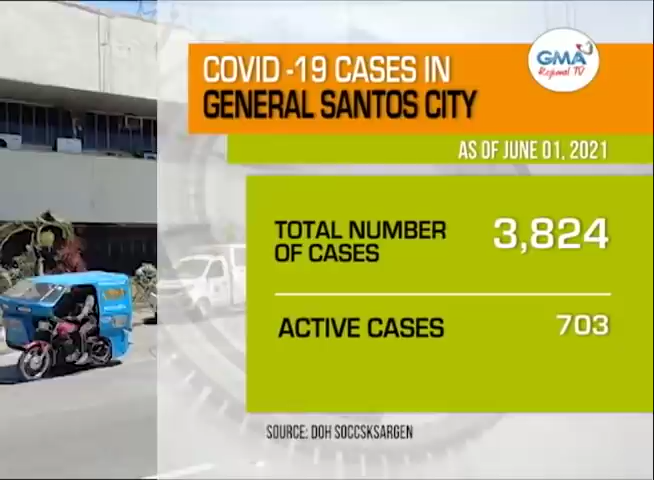 COVID -19 CASES IN
GENERAL SANTOS CITY
GMA
Regional TV
AS OF JUNE 01, 2021
TOTAL NUMBER
OF CASES
3,824
ACTIVE CASES
703
SOURCE: DOH SOCCSKSARGEN